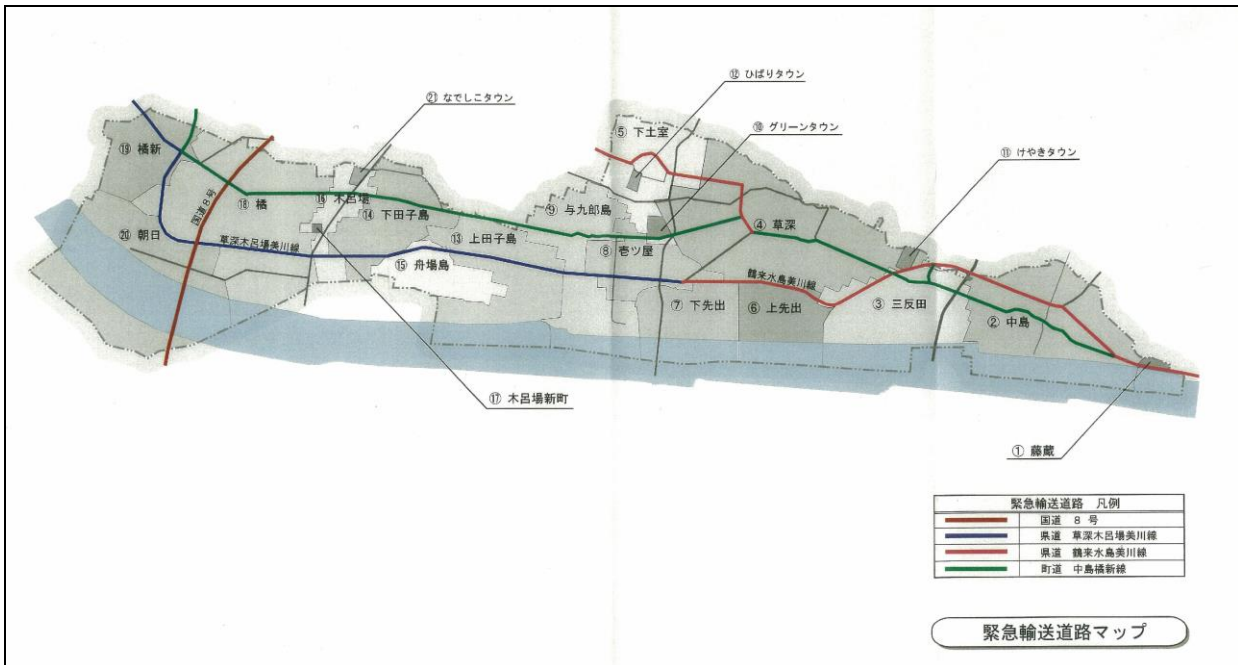 ⑫ ひばりタウン
㉑ なでしこタウン
⑤ 下土室
⑩ グリーンタウン
⑲ 橘新
⑪ けやきタウン
国道8号
⑱ 橘
⑯ 木呂場
⑭ 下田子島
⑨ 与九郎島
④ 草深
⑳ 朝日
草深木呂場美川線
⑬ 上田子島
⑧ 壱ツ屋
⑮ 舟場島
鶴来水島美川線
⑦ 下先出
⑥ 上先出
③ 三反田
② 中島
⑰ 木呂場新町
① 藤蔵
緊急輸送道路 凡例
国道 8 号
県道 草深木呂場美川線
県道 鶴来水島美川線
町道 中島橘新線
緊急輸送道路マップ